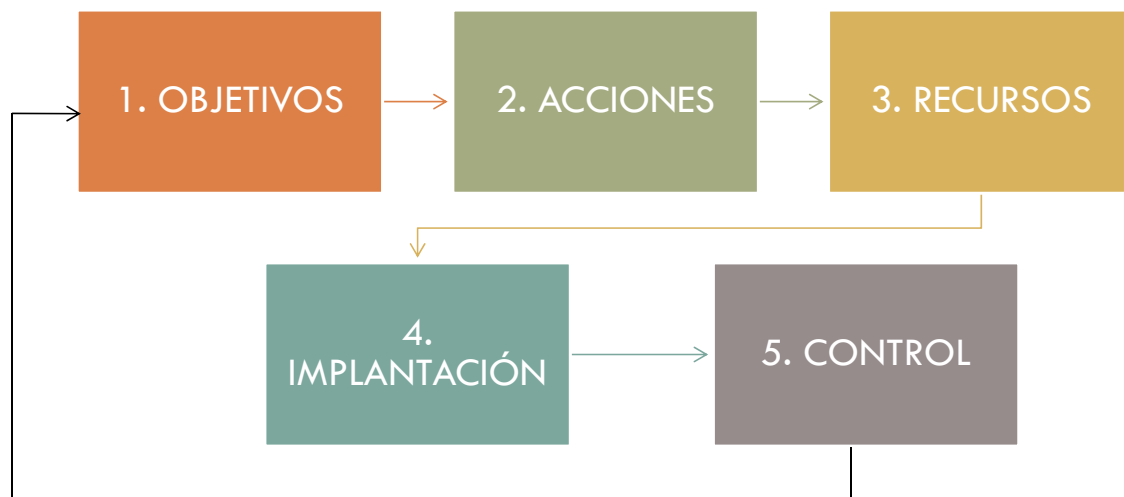 1. OBJETIVOS
2. ACCIONES
3. RECURSOS
4.
IMPLANTACIÓN
5. CONTROL